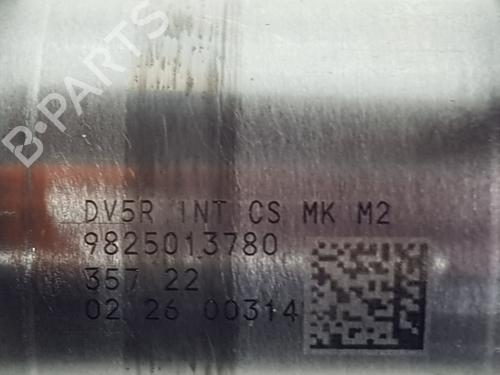 B-PARTS
DV5R INT CS MK M2
9825013780
357 22
02 26 00314